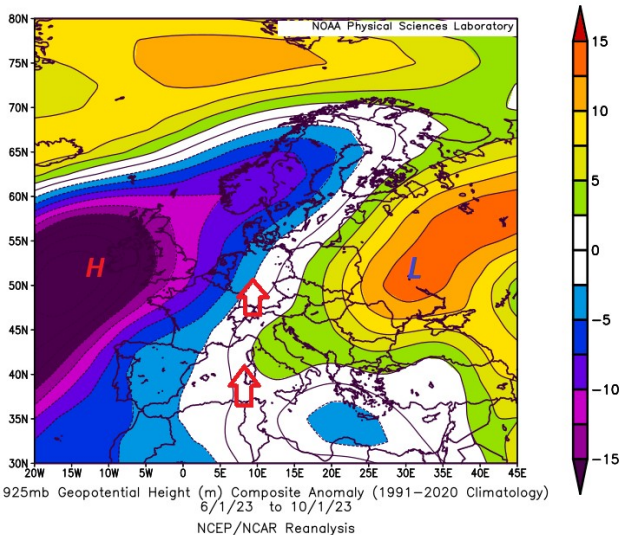 NOAA Physical Sciences Laboratory
80N
75N
70N
65N
60N
55N
50N
45N
40N
35N
30N
H
L
20W 15W 10W 5W 0 5E 10E 15E 20E 25E 30E 35E 40E 45E
15
10
5
0
-5
-10
-15
925mb Geopotential Height (m) Composite Anomaly (1991-2020 Climatology)
6/1/23 to 10/1/23
NCEP/NCAR Reanalysis